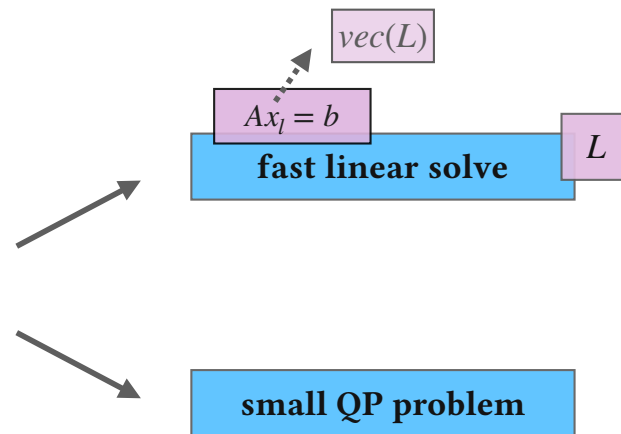 vec(L)
Ax_l = b
L
fast linear solve
small QP problem